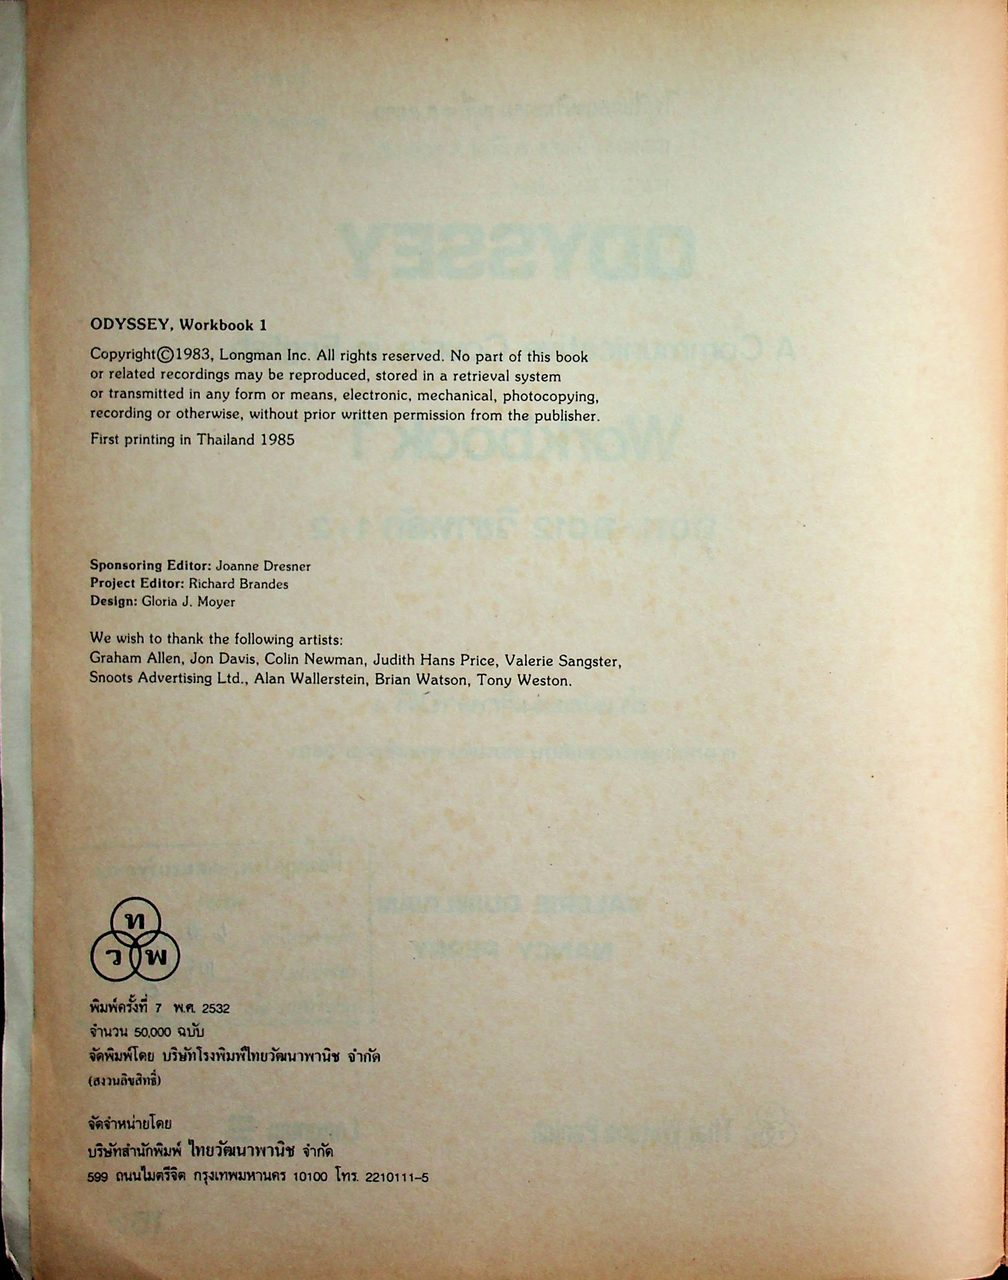 ODYSSEY, Workbook 1
Copyright©1983, Longman Inc. All rights reserved. No part of this book
or related recordings may be reproduced, stored in a retrieval system
or transmitted in any form or means, electronic, mechanical, photocopying,
recording or otherwise, without prior written permission from the publisher.
First printing in Thailand 1985
Sponsoring Editor: Joanne Dresner
Project Editor: Richard Brandes
Design: Gloria J. Moyer
We wish to thank the following artists:
Graham Allen, Jon Davis, Colin Newman, Judith Hans Price, Valerie Sangster,
Snoots Advertising Ltd., Alan Wallerstein, Brian Watson, Tony Weston.
ท
ว พ
พิมพ์ครั้งที่ 7 พ.ศ. 2532
จำนวน 50,000 ฉบับ
จัดพิมพ์โดย บริษัทโรงพิมพ์ไทยวัฒนาพานิช จำกัด
(สงวนลิขสิทธิ์)
จัดจำหน่ายโดย
บริษัทสำนักพิมพ์ ไทยวัฒนาพานิช จำกัด
599 ถนนไมตรีจิต กรุงเทพมหานคร 10100 โทร. 2210111-5